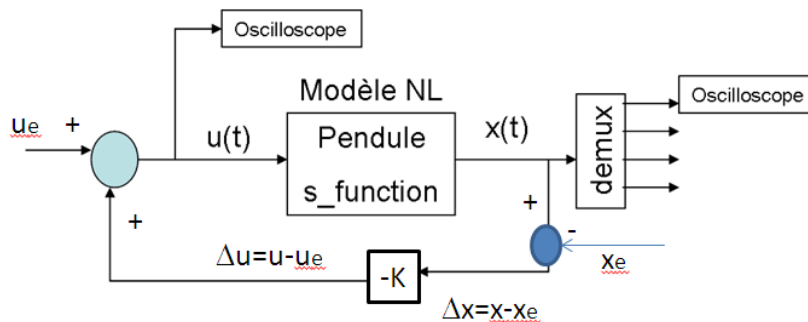 Oscilloscope
Modèle NL
Oscilloscope
ue + u(t) Pendule x(t) demux
s_function
+ + -
Δu=u-ue -K xe
Δx=x-xe